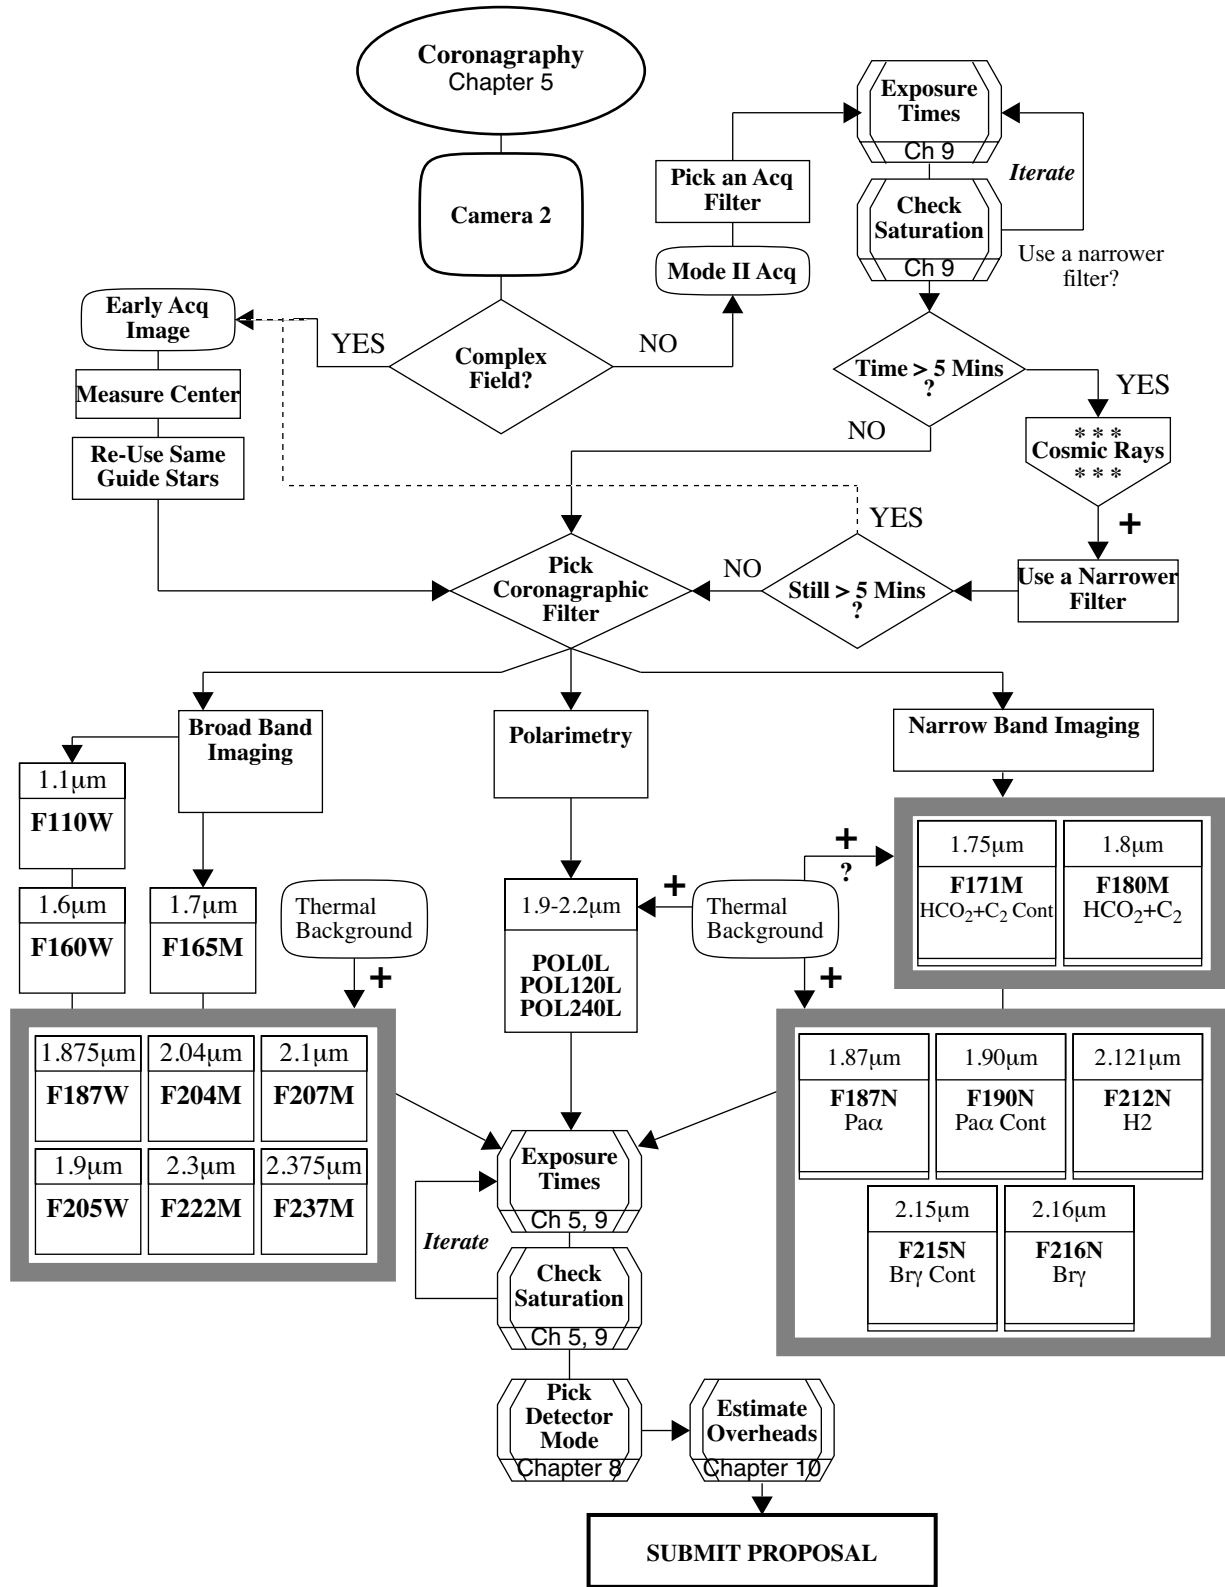 Coronagraphy
Chapter 5
Camera 2
Complex
Field?
YES
NO
Early Acq
Image
Measure Center
Re-Use Same
Guide Stars
Mode II Acq
Pick an Acq
Filter
Exposure
Times
Ch 9
Iterate
Check
Saturation
Ch 9
Use a narrower
filter?
Time > 5 Mins
?
YES
NO
* * *
Cosmic Rays
* * *
+
Use a Narrower
Filter
Still > 5 Mins
?
YES
NO
Pick
Coronagraphic
Filter
Broad Band
Imaging
Polarimetry
Narrow Band Imaging
1.1µm
F110W
1.6µm
F160W
1.7µm
F165M
Thermal
Background
+
1.9-2.2µm
POL0L
POL120L
POL240L
+
Thermal
Background
+
?
+
1.75µm
F171M
HCO2+C2 Cont
1.8µm
F180M
HCO2+C2
1.875µm
F187W
2.04µm
F204M
2.1µm
F207M
1.9µm
F205W
2.3µm
F222M
2.375µm
F237M
1.87µm
F187N
Paα
1.90µm
F190N
Paα Cont
2.121µm
F212N
H2
2.15µm
F215N
Brγ Cont
2.16µm
F216N
Brγ
Exposure
Times
Ch 5, 9
Iterate
Check
Saturation
Ch 5, 9
Pick
Detector
Mode
Chapter 8
Estimate
Overheads
Chapter 10
SUBMIT PROPOSAL